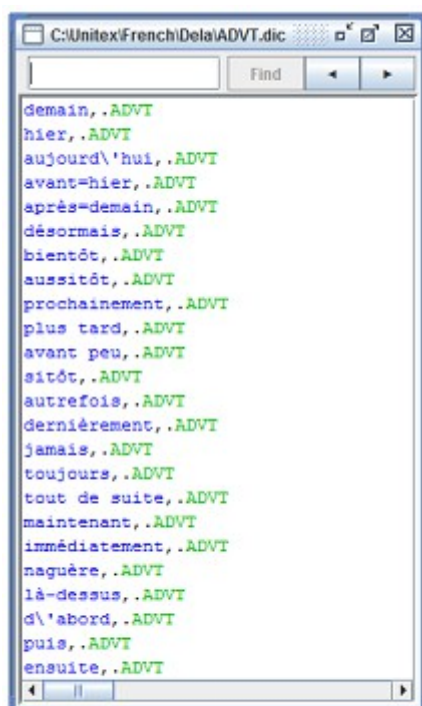 C:\Unitex\French\Dela\ADVT.dic
Find
demain,.ADVT
hier,.ADVT
aujourd\'hui,.ADVT
avant=hier,.ADVT
après=demain,.ADVT
désormais,.ADVT
bientôt,.ADVT
aussitôt,.ADVT
prochainement,.ADVT
plus tard,.ADVT
avant peu,.ADVT
sitôt,.ADVT
autrefois,.ADVT
dernièrement,.ADVT
jamais,.ADVT
toujours,.ADVT
tout de suite,.ADVT
maintenant,.ADVT
immédiatement,.ADVT
naguère,.ADVT
là-dessus,.ADVT
d\'abord,.ADVT
puis,.ADVT
ensuite,.ADVT